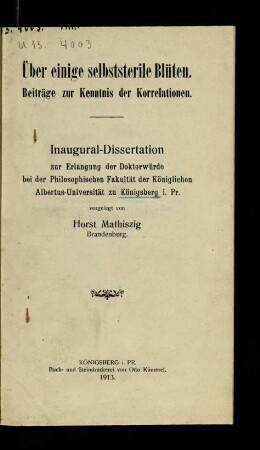 U 13. 4003
Über einige selbststerile Blüten.
Beiträge zur Kenntnis der Korrelationen.
Inaugural-Dissertation
zur Erlangung der Doktorwürde
bei der Philosophischen Fakultät der Königlichen
Albertus-Universität zu Königsberg i. Pr.
vorgelegt von
Horst Mathiszig
Brandenburg.
KÖNIGSBERG i. PR.
Buch- und Steindruckerei von Otto Kümmel.
1913.